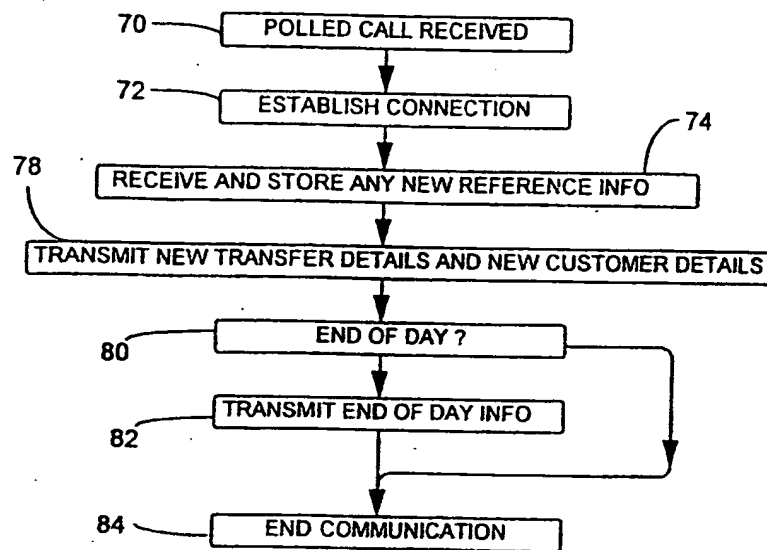 70
POLLED CALL RECEIVED
72
ESTABLISH CONNECTION
74
RECEIVE AND STORE ANY NEW REFERENCE INFO
78
TRANSMIT NEW TRANSFER DETAILS AND NEW CUSTOMER DETAILS
80
END OF DAY ?
82
TRANSMIT END OF DAY INFO
84
END COMMUNICATION